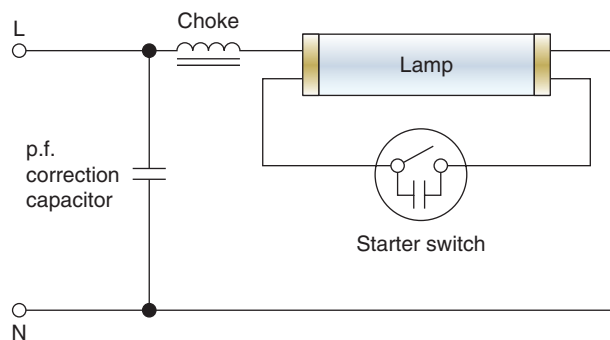 L
Choke
Lamp
p.f.
correction
capacitor
Starter switch
N